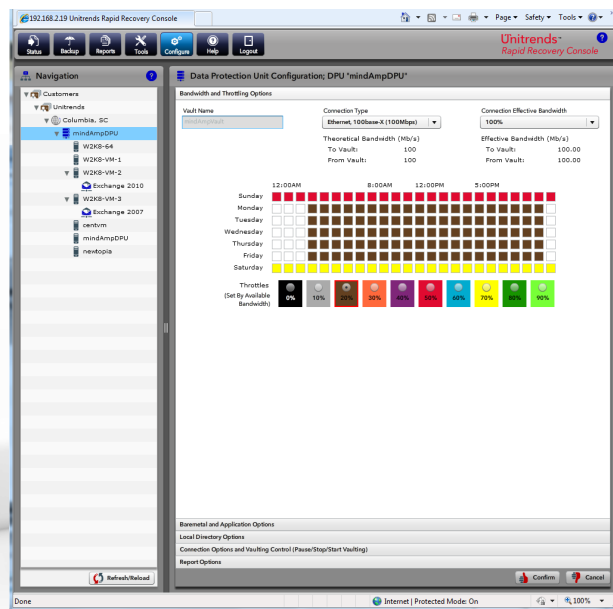 192.168.2.19 Unitrends Rapid Recovery Console
Page Safety Tools
Status Backup Reports Tools Configure Help Logout
Unitrends™
Rapid Recovery Console
Navigation
Customers
Unitrends
Columbia, SC
mindAmpDPU
W2K8-64
W2K8-VM-1
W2K8-VM-2
Exchange 2010
W2K8-VM-3
Exchange 2007
centvm
mindAmpDPU
newtopia
Refresh/Reload
Data Protection Unit Configuration; DPU "mindAmpDPU"
Bandwidth and Throttling Options
Vault Name Connection Type Connection Effective Bandwidth
mindAmpVault Ethernet, 100base-X (100Mbps) 100%
Theoretical Bandwidth (Mb/s) Effective Bandwidth (Mb/s)
To Vault: 100 To Vault: 100.00
From Vault: 100 From Vault: 100.00
12:00AM 8:00AM 12:00PM 5:00PM
Sunday
Monday
Tuesday
Wednesday
Thursday
Friday
Saturday
Throttles
(Set By Available
Bandwidth)
0% 10% 20% 30% 40% 50% 60% 70% 80% 90%
Baremetal and Application Options
Local Directory Options
Connection Options and Vaulting Control (Pause/Stop/Start Vaulting)
Report Options
Confirm Cancel
Done Internet | Protected Mode: On 100%